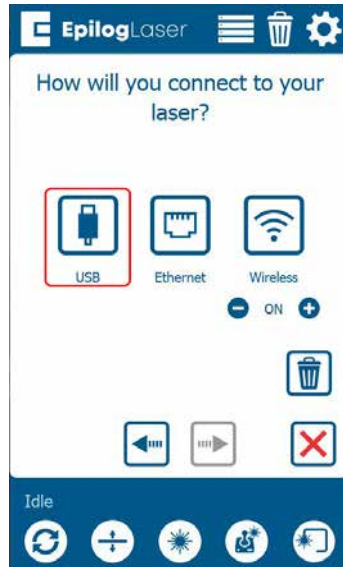 EpilogLaser
How will you connect to your
laser?
USB Ethernet Wireless
ON
Idle